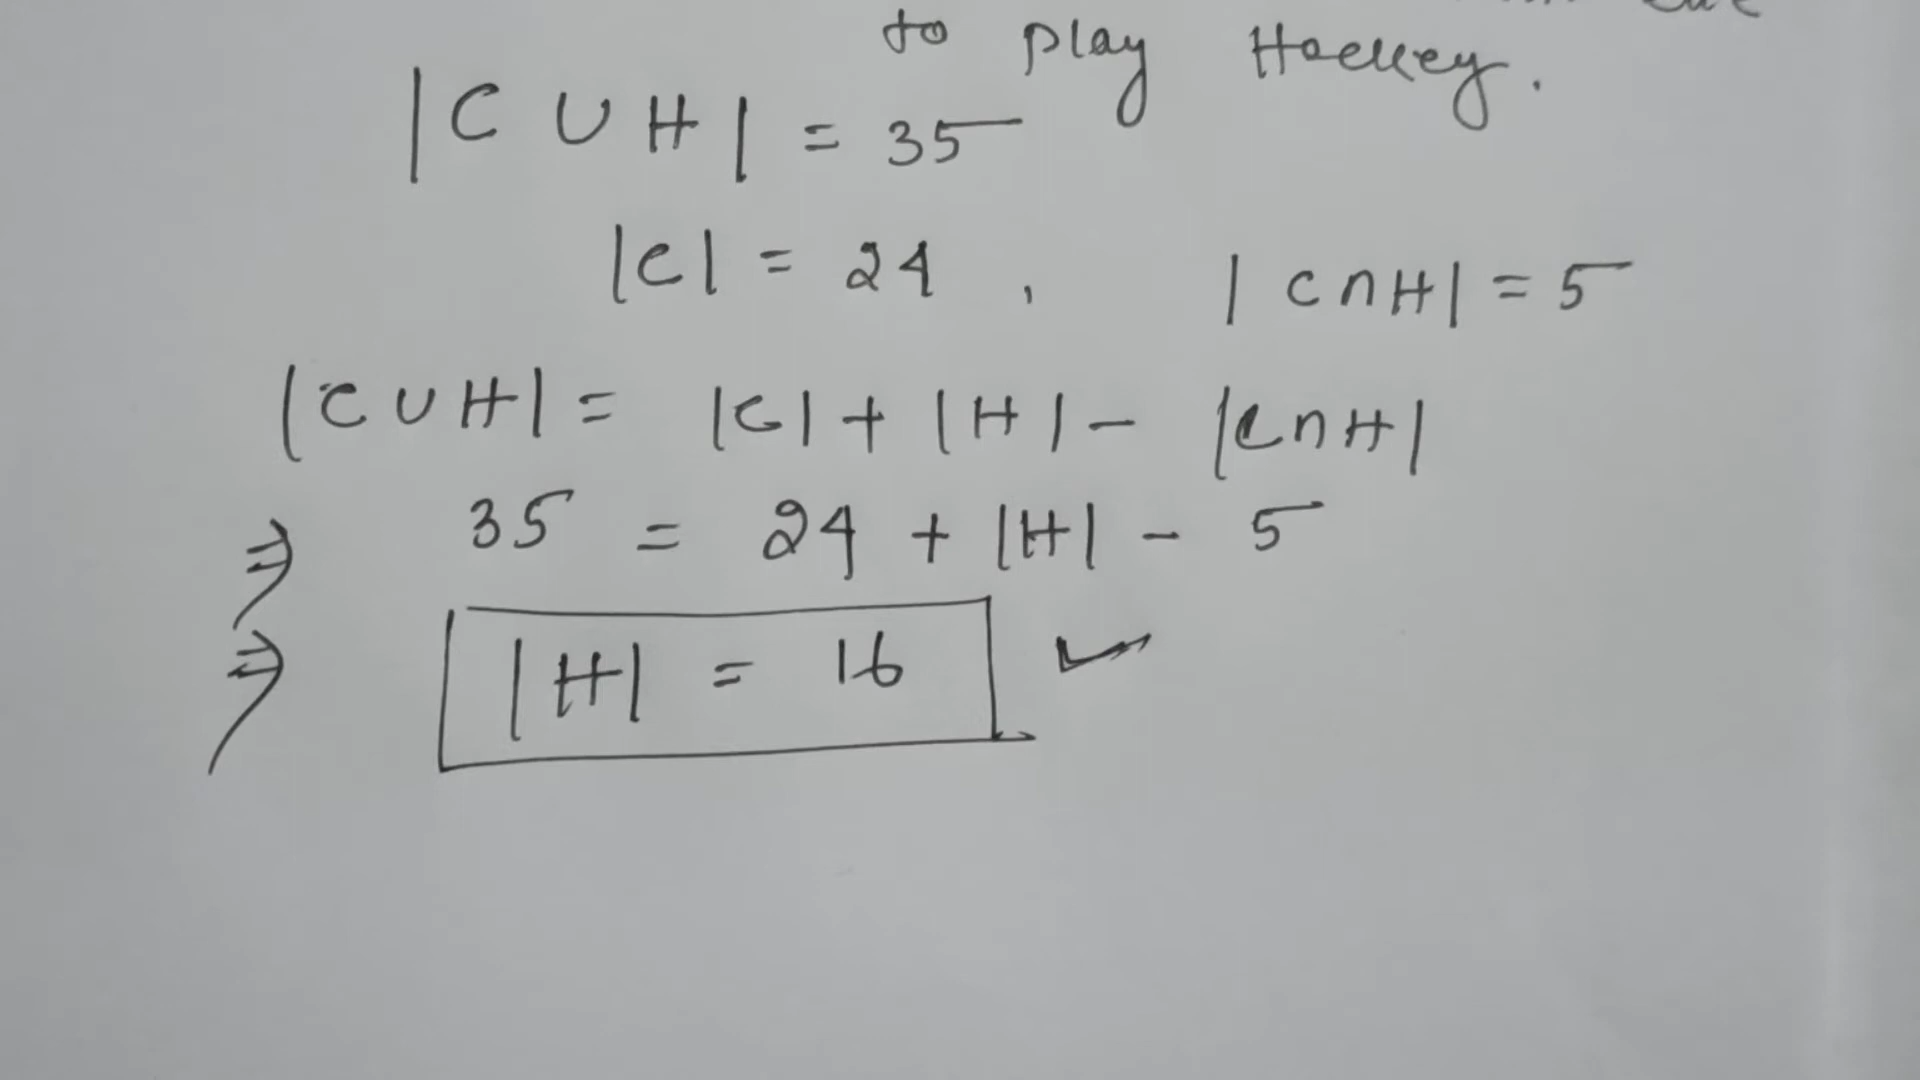 to play Hockey.
|C ∪ H| = 35
|C| = 24 , |C∩H| = 5
|C∪H| = |C| + |H| - |C∩H|
⇒ 35 = 24 + |H| - 5
⇒ |H| = 16 ✓